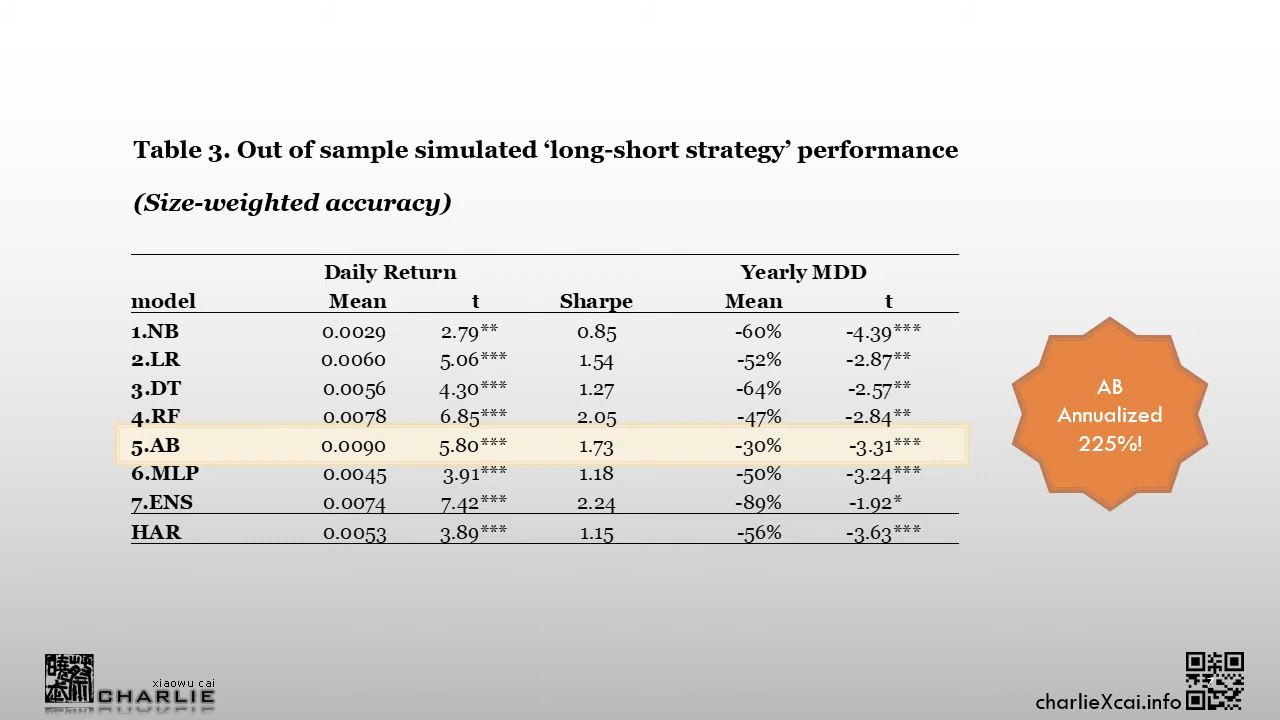 Table 3. Out of sample simulated ‘long-short strategy’ performance
(Size-weighted accuracy)
Daily Return Yearly MDD
model Mean t Sharpe Mean t
1.NB 0.0029 2.79** 0.85 -60% -4.39***
2.LR 0.0060 5.06*** 1.54 -52% -2.87**
3.DT 0.0056 4.30*** 1.27 -64% -2.57**
4.RF 0.0078 6.85*** 2.05 -47% -2.84**
5.AB 0.0090 5.80*** 1.73 -30% -3.31***
6.MLP 0.0045 3.91*** 1.18 -50% -3.24***
7.ENS 0.0074 7.42*** 2.24 -89% -1.92*
HAR 0.0053 3.89*** 1.15 -56% -3.63***
AB
Annualized
225%!
xiaowu cai
CHARLIE
charlieXcai.info
7